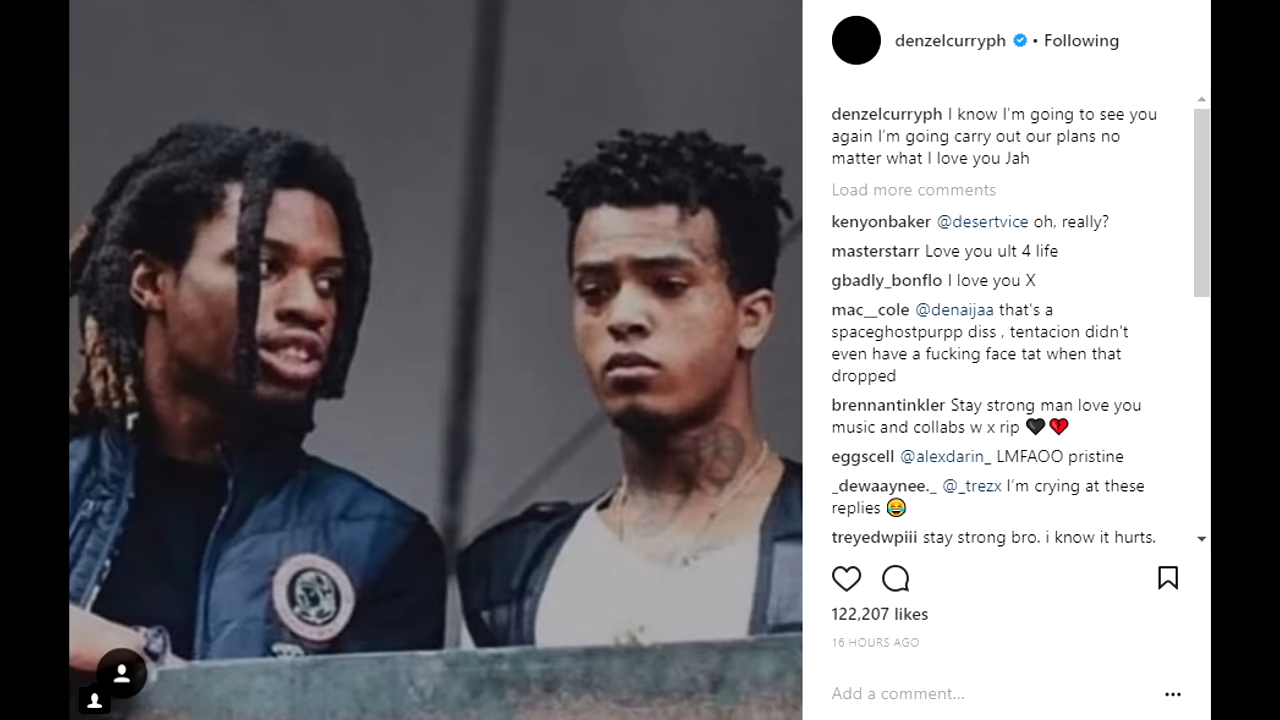 denzelcurryph • Following
denzelcurryph I know I'm going to see you
again I'm going carry out our plans no
matter what I love you Jah
Load more comments
kenyonbaker @desertvice oh, really?
masterstarr Love you ult 4 life
gbadly_bonflo I love you X
mac__cole @denaijaa that's a
spaceghostpurpp diss , tentacion didn't
even have a fucking face tat when that
dropped
brennantinkler Stay strong man love you
music and collabs w x rip 🖤💔
eggscell @alexdarin_ LMFAOO pristine
_dewaaynee._ @_trezx I'm crying at these
replies 😂
treyedwpiii stay strong bro. i know it hurts.
122,207 likes
16 HOURS AGO
Add a comment...